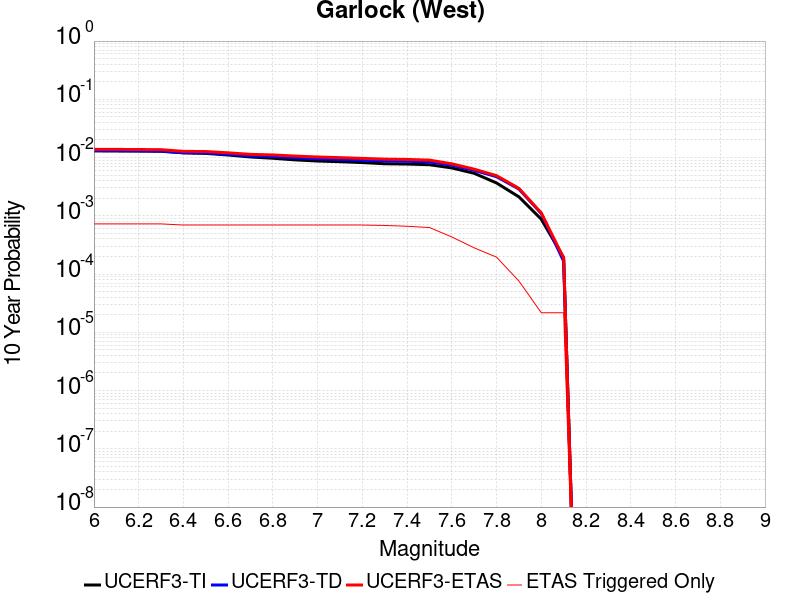 Garlock (West)
10 Year Probability
10^0
10^-1
10^-2
10^-3
10^-4
10^-5
10^-6
10^-7
10^-8
6 6.2 6.4 6.6 6.8 7 7.2 7.4 7.6 7.8 8 8.2 8.4 8.6 8.8 9
Magnitude
UCERF3-TI UCERF3-TD UCERF3-ETAS ETAS Triggered Only